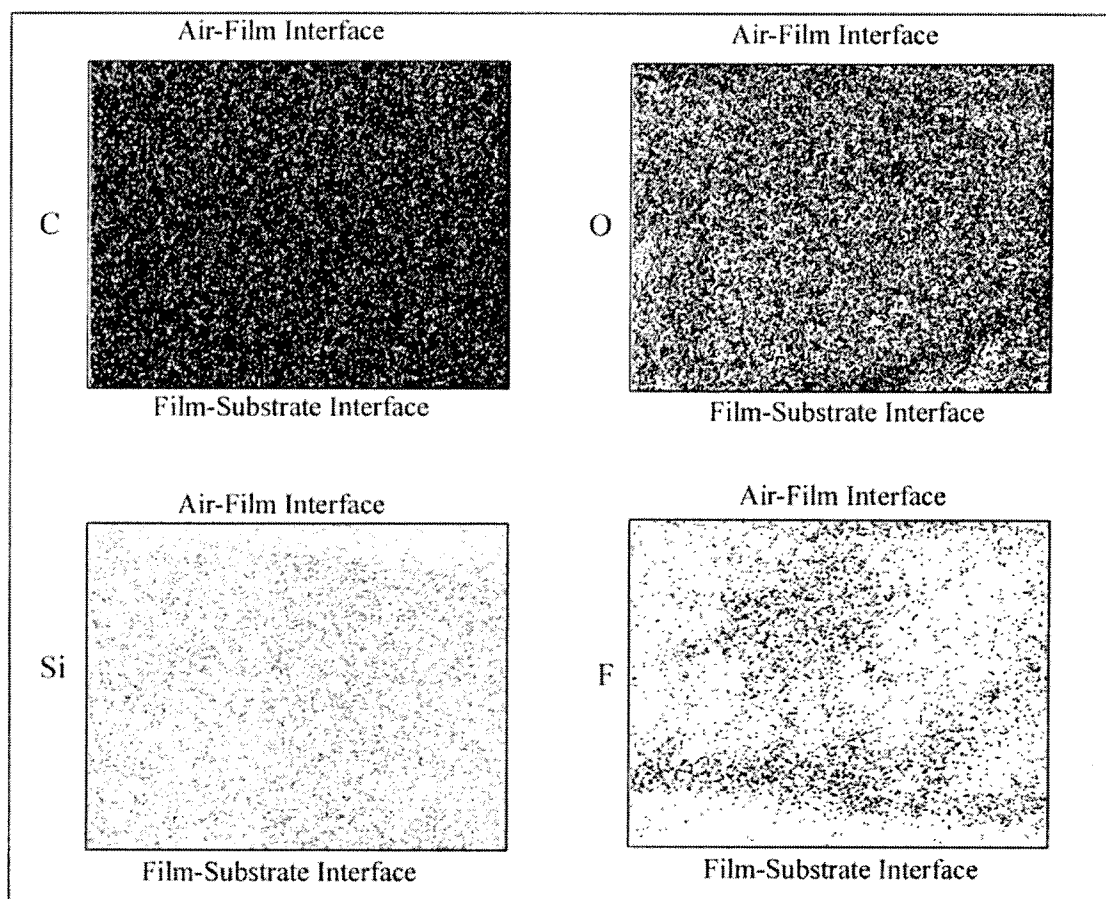 Air-Film Interface
Air-Film Interface
C
O
Film-Substrate Interface
Film-Substrate Interface
Air-Film Interface
Air-Film Interface
Si
F
Film-Substrate Interface
Film-Substrate Interface